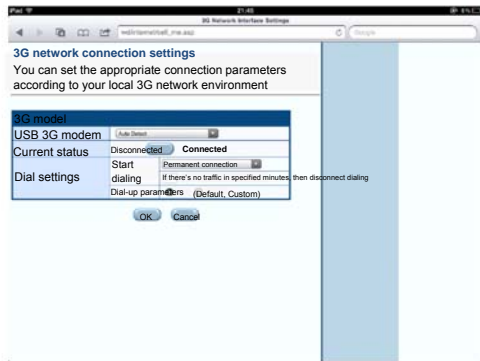 iPad
21:45
3G Network Interface Settings
Google
3G network connection settings
You can set the appropriate connection parameters
according to your local 3G network environment
3G model
USB 3G modem
Auto Detect
Current status
Disconnected
Connected
Dial settings
Start
dialing
Permanent connection
If there's no traffic in specified minutes, then disconnect dialing
Dial-up parameters
(Default, Custom)
OK
Cancel